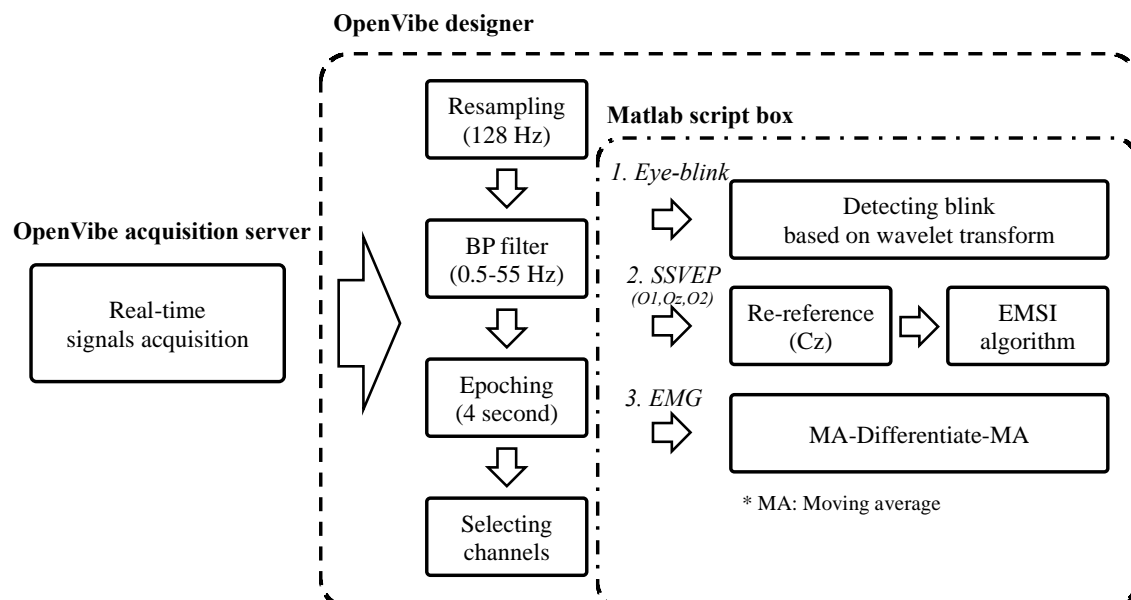 OpenVibe designer
OpenVibe acquisition server
Real-time
signals acquisition
Resampling
(128 Hz)
BP filter
(0.5-55 Hz)
Epoching
(4 second)
Selecting
channels
Matlab script box
1. Eye-blink
Detecting blink
based on wavelet transform
2. SSVEP
(O1,Oz,O2)
Re-reference
(Cz)
EMSI
algorithm
3. EMG
MA-Differentiate-MA
* MA: Moving average